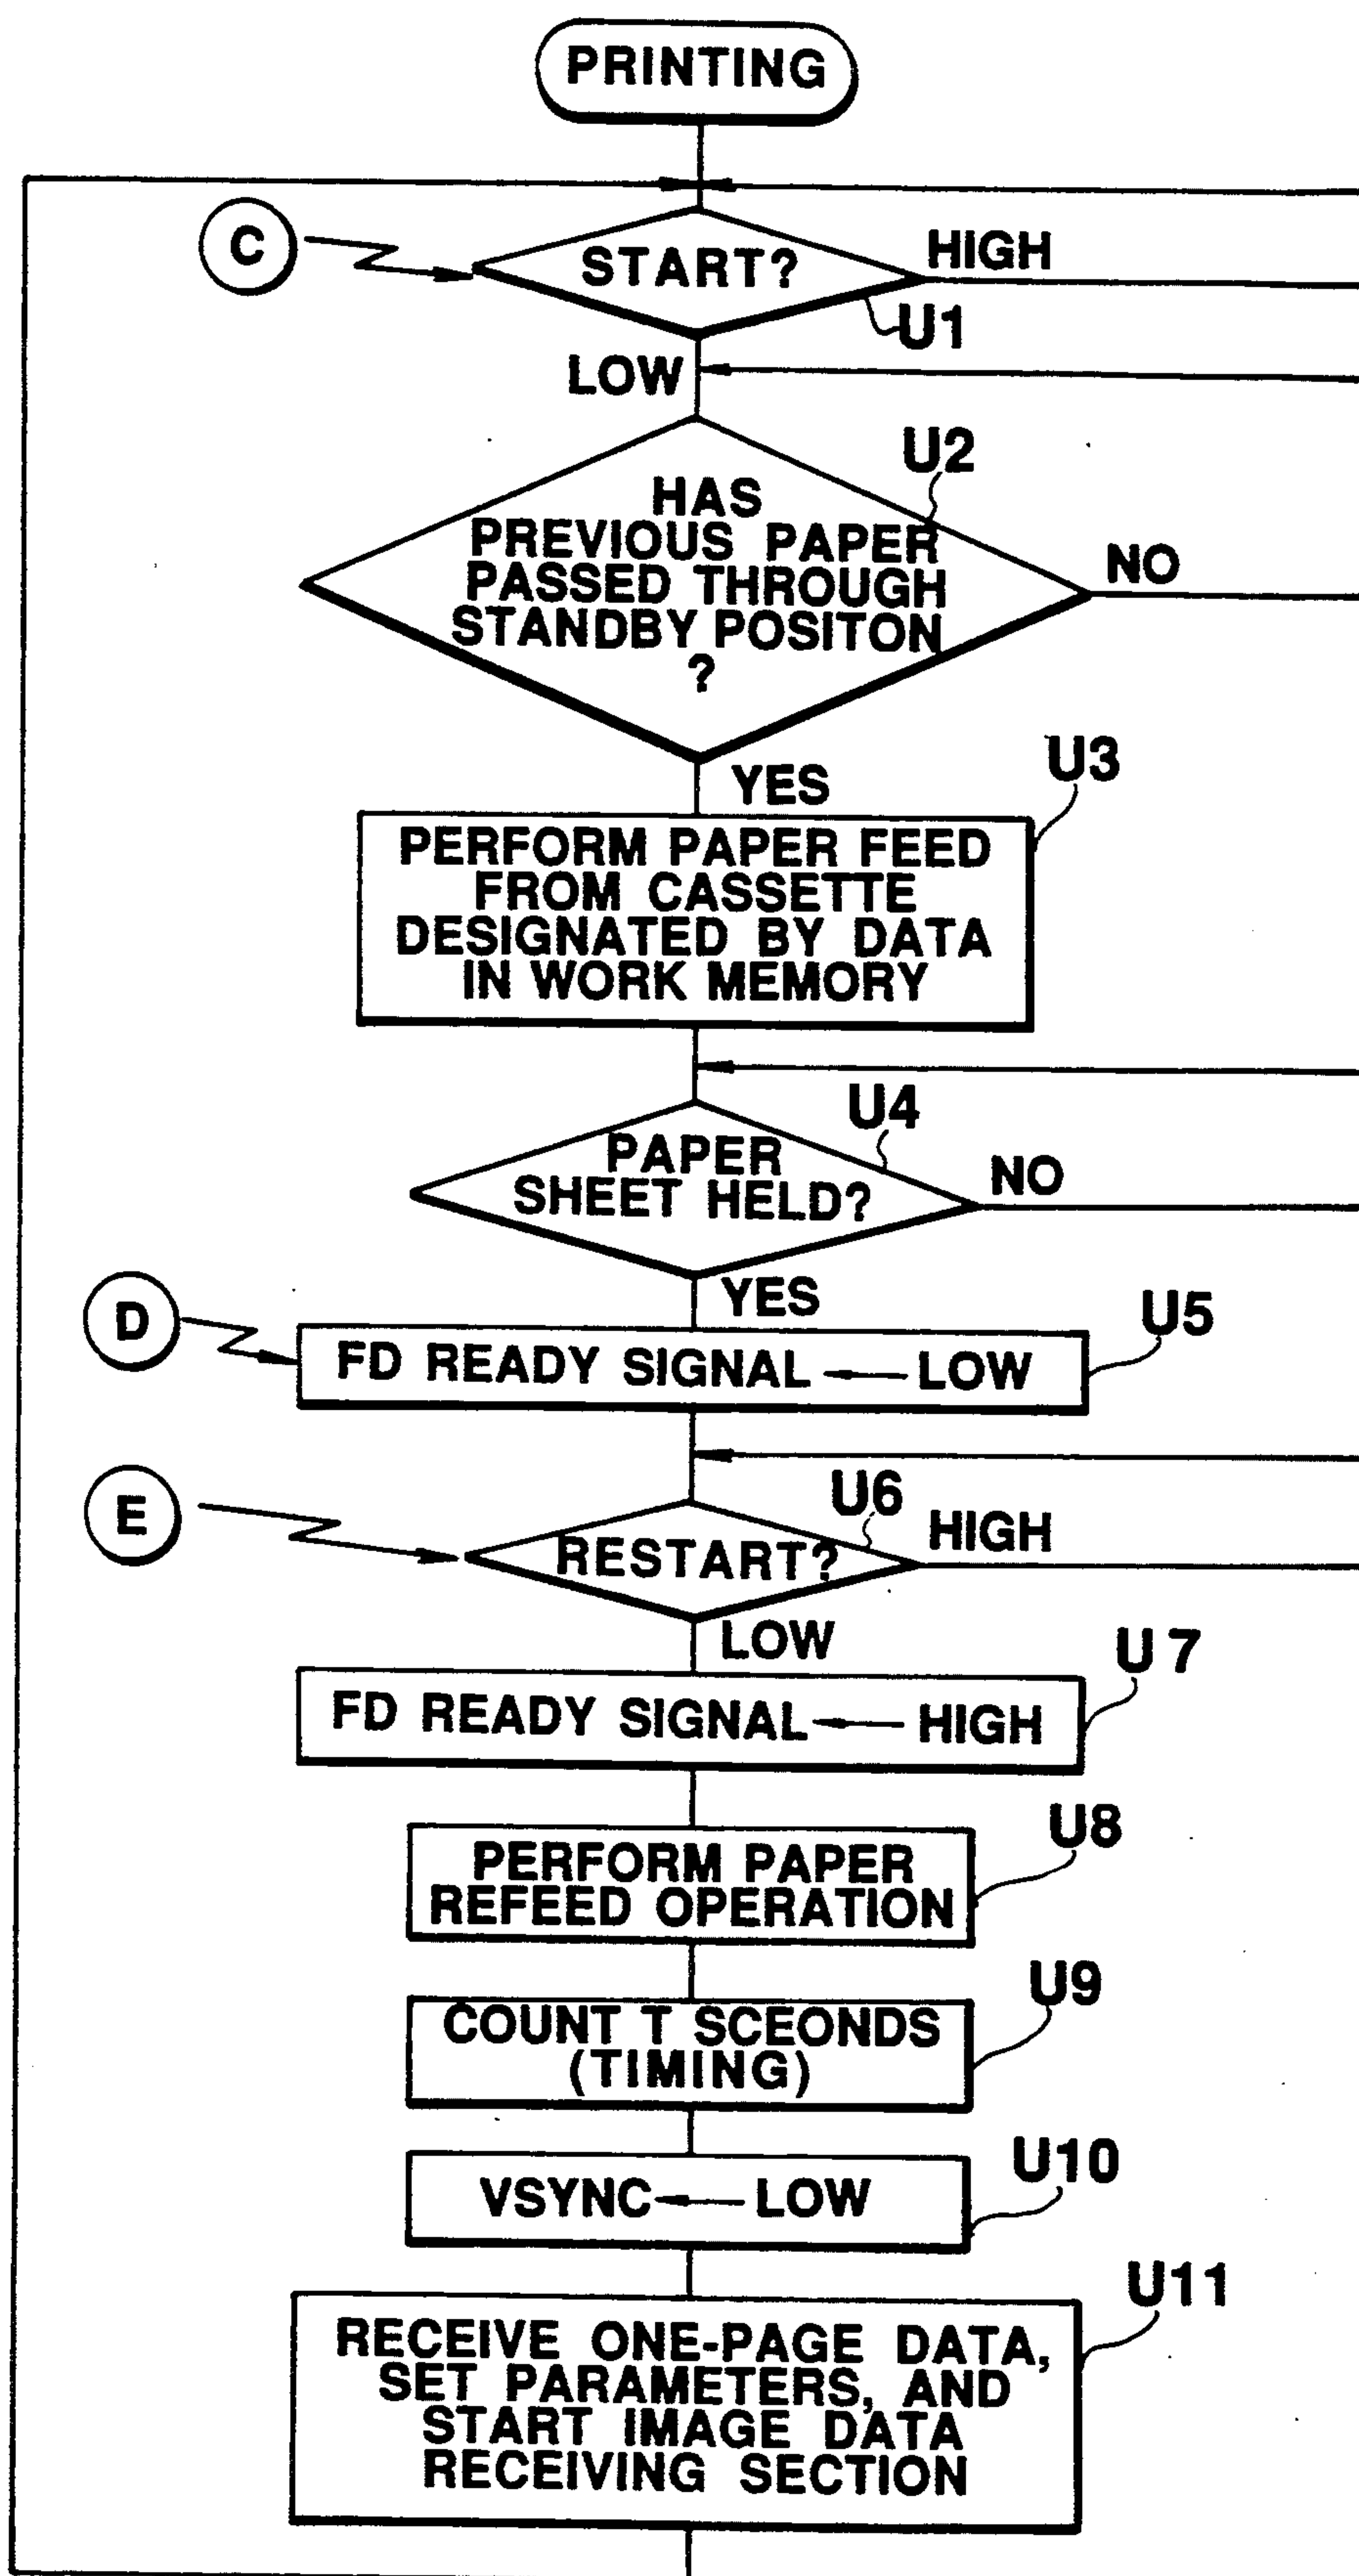 PRINTING
C
START?
HIGH
U1
LOW
U2
HAS
PREVIOUS PAPER
PASSED THROUGH
STANDBY POSITON
?
NO
YES
U3
PERFORM PAPER FEED
FROM CASSETTE
DESIGNATED BY DATA
IN WORK MEMORY
U4
PAPER
SHEET HELD?
NO
YES
D
U5
FD READY SIGNAL ← LOW
E
U6
RESTART?
HIGH
LOW
U 7
FD READY SIGNAL ← HIGH
U8
PERFORM PAPER
REFEED OPERATION
U9
COUNT T SCEONDS
(TIMING)
U10
VSYNC ← LOW
U11
RECEIVE ONE-PAGE DATA,
SET PARAMETERS, AND
START IMAGE DATA
RECEIVING SECTION